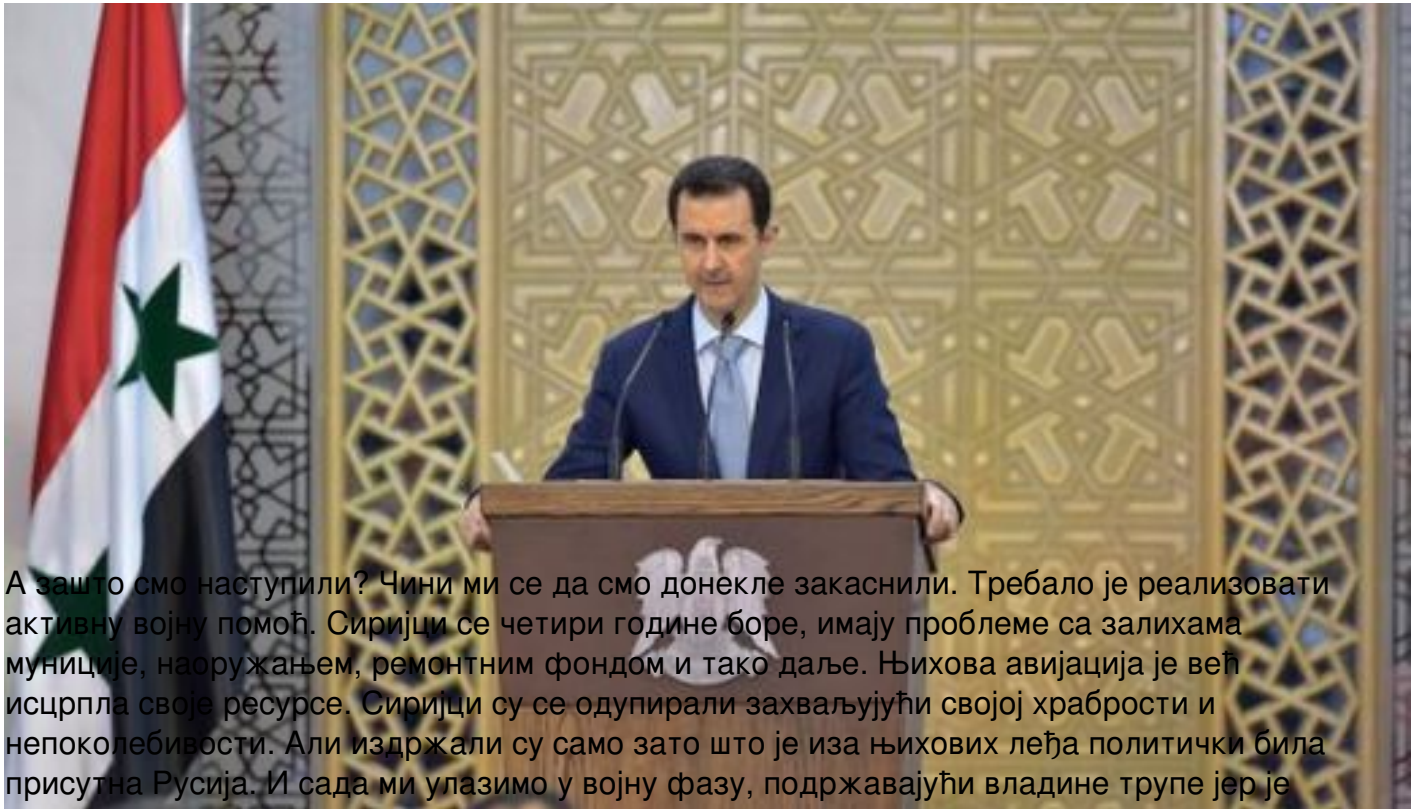 А зашто смо наступили? Чини ми се да смо донекле закаснили. Требало је реализовати
активну војну помоћ. Сиријци се четири године боре, имају проблеме са залихама
муниције, наоружањем, ремонтним фондом и тако даље. Њихова авијација је већ
исцрпла своје ресурсе. Сиријци су се одупирали захваљујући својој храбрости и
непоколебивости. Али издржали су само зато што је иза њихових леђа политички била
присутна Русија. И сада ми улазимо у војну фазу, подржавајући владине трупе јер је